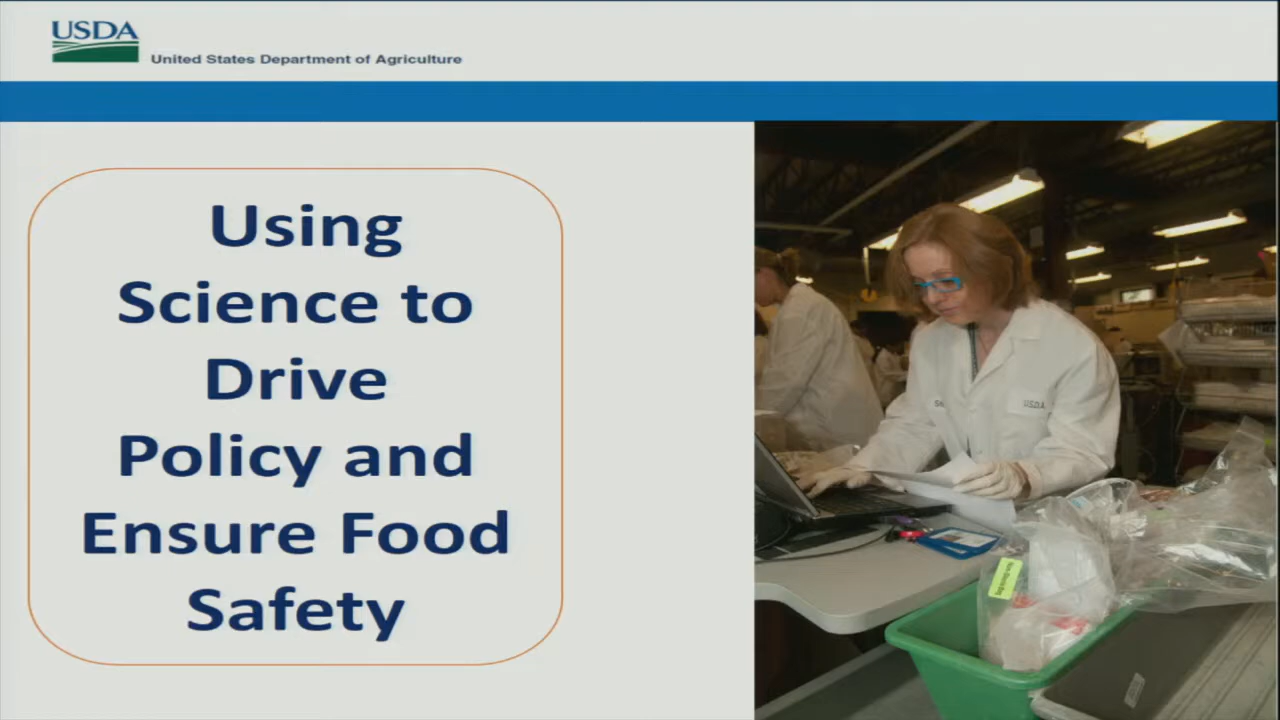 USDA
United States Department of Agriculture
Using
Science to
Drive
Policy and
Ensure Food
Safety
USDA